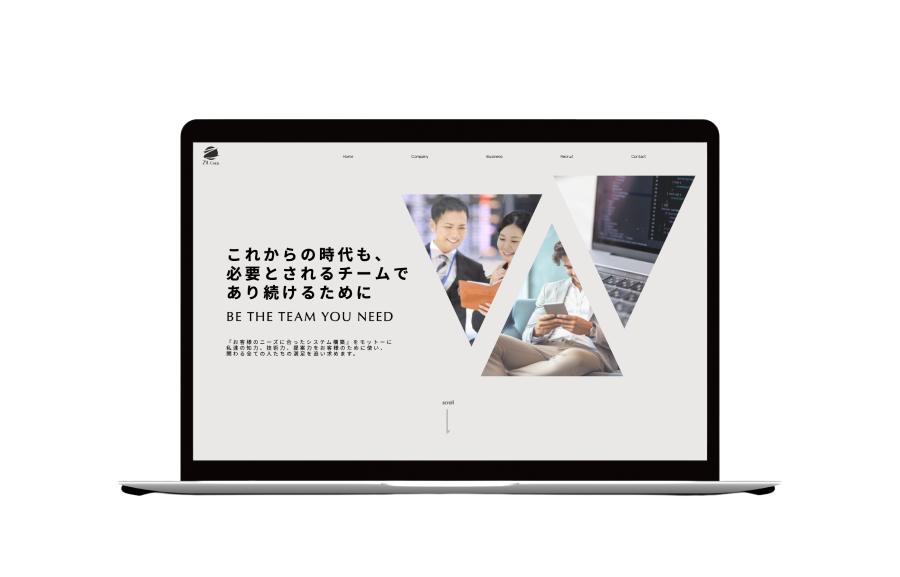 Home Company Business Recruit Contact
これからの時代も、
必要とされるチームで
あり続けるために
BE THE TEAM YOU NEED
「お客様のニーズに合ったシステム構築」をモットーに
私達の知力、技術力、提案力をお客様のために使い、
関わる全ての人たちの満足を追い求めます。
scroll